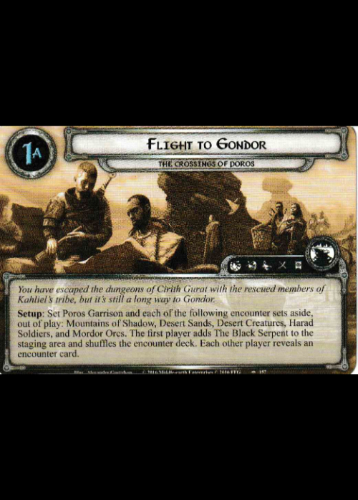 1A
FLIGHT TO GONDOR
THE CROSSINGS OF POROS
You have escaped the dungeons of Cirith Gurat with the rescued members of
Kahliel's tribe, but it's still a long way to Gondor.
Setup: Set Poros Garrison and each of the following encounter sets aside,
out of play: Mountains of Shadow, Desert Sands, Desert Creatures, Harad
Soldiers, and Mordor Orcs. The first player adds The Black Serpent to the
staging area and shuffles the encounter deck. Each other player reveals an
encounter card.